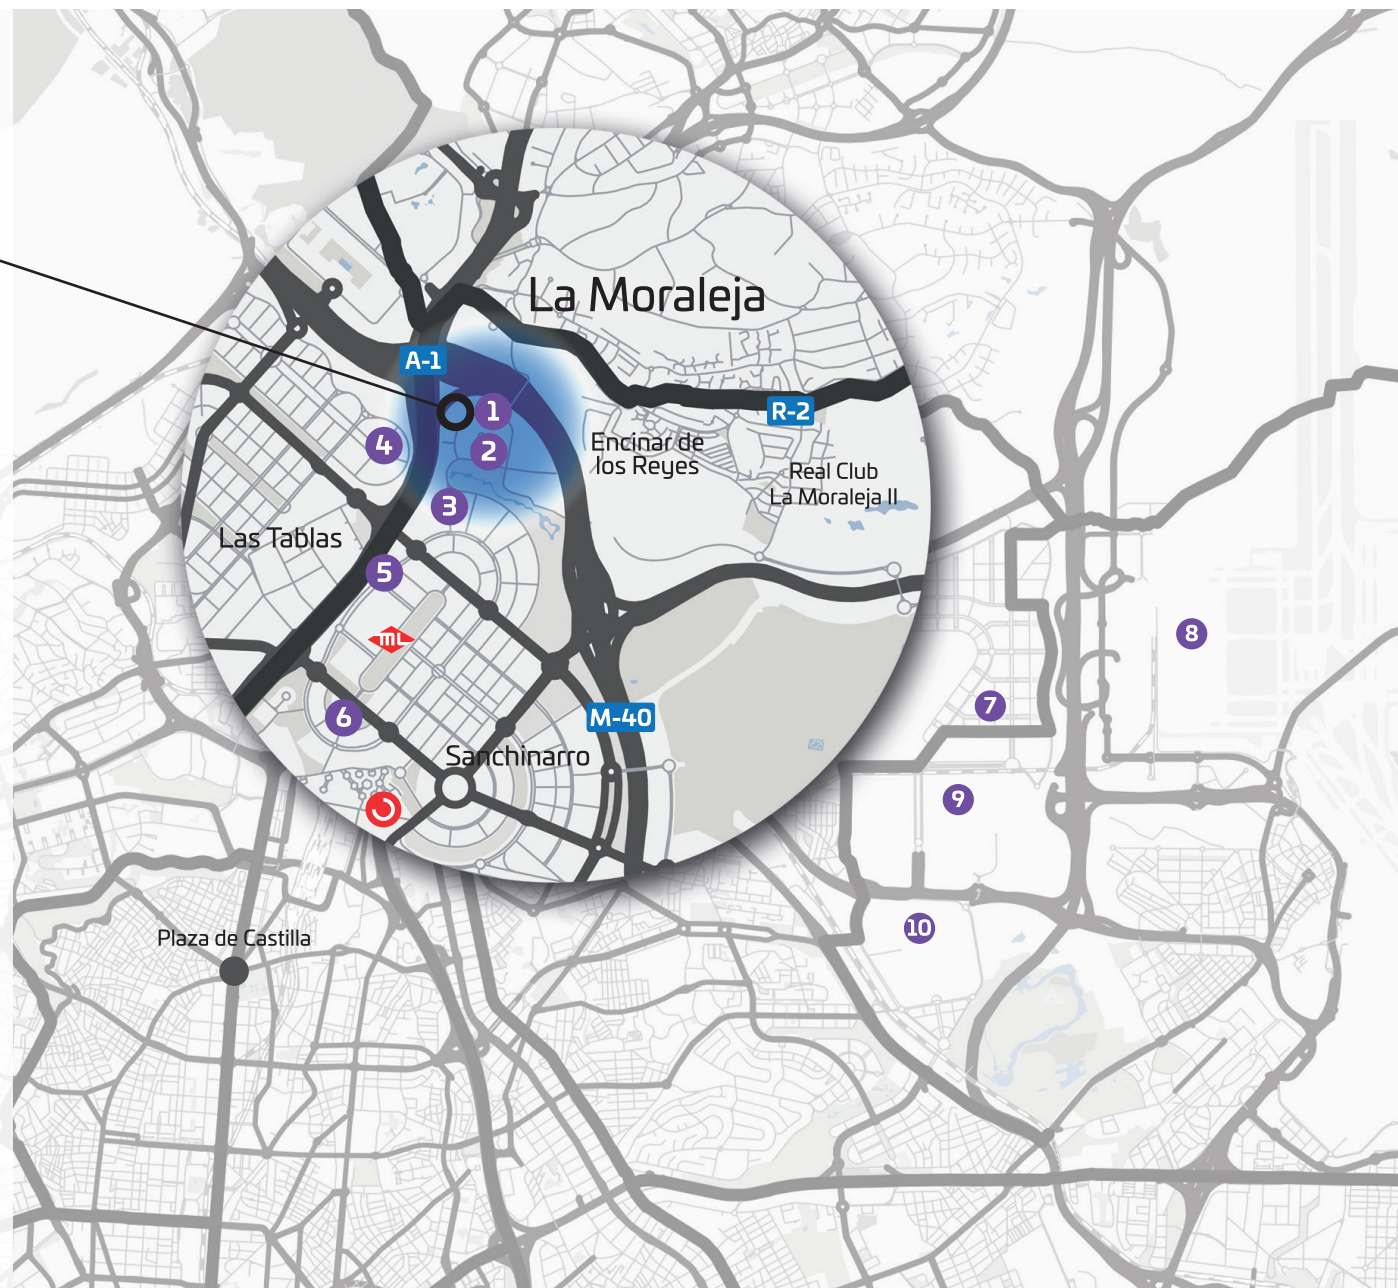 La Moraleja
A-1
R-2
1
4
2
Encinar de
los Reyes
Real Club
La Moraleja II
3
Las Tablas
5
ML
8
7
6
M-40
Sanchinarro
9
10
Plaza de Castilla